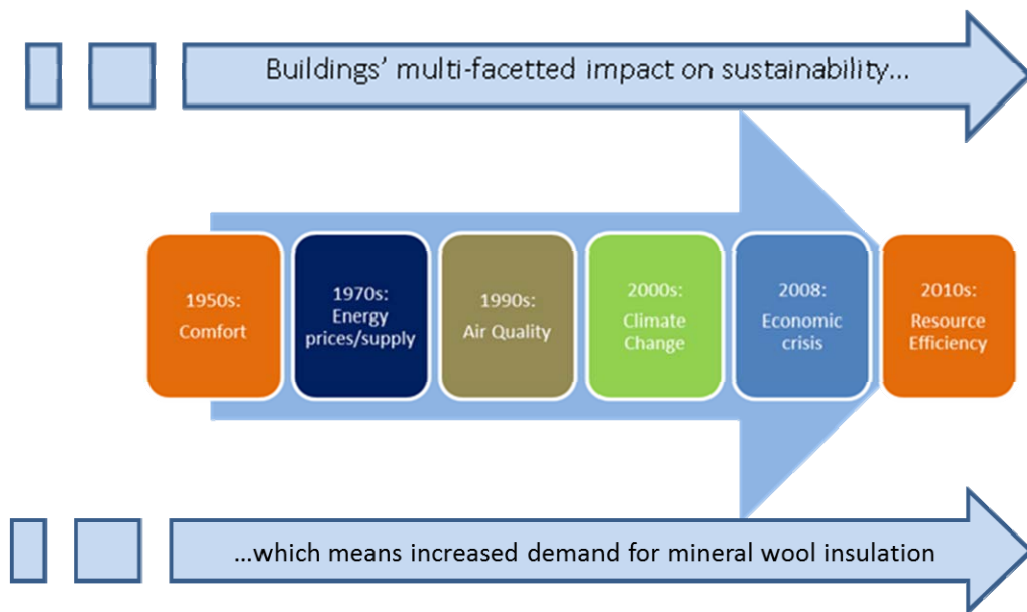 Buildings’ multi-facetted impact on sustainability...
1950s:
Comfort
1970s:
Energy
prices/supply
1990s:
Air Quality
2000s:
Climate
Change
2008:
Economic
crisis
2010s:
Resource
Efficiency
...which means increased demand for mineral wool insulation